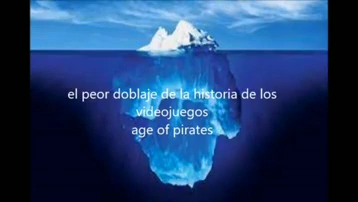 el peor doblaje de la historia de los
videojuegos
age of pirates